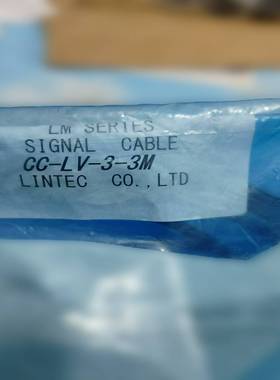 LM SERIES
SIGNAL CABLE
CC-LV-3-3M
LINTEC CO.,LTD